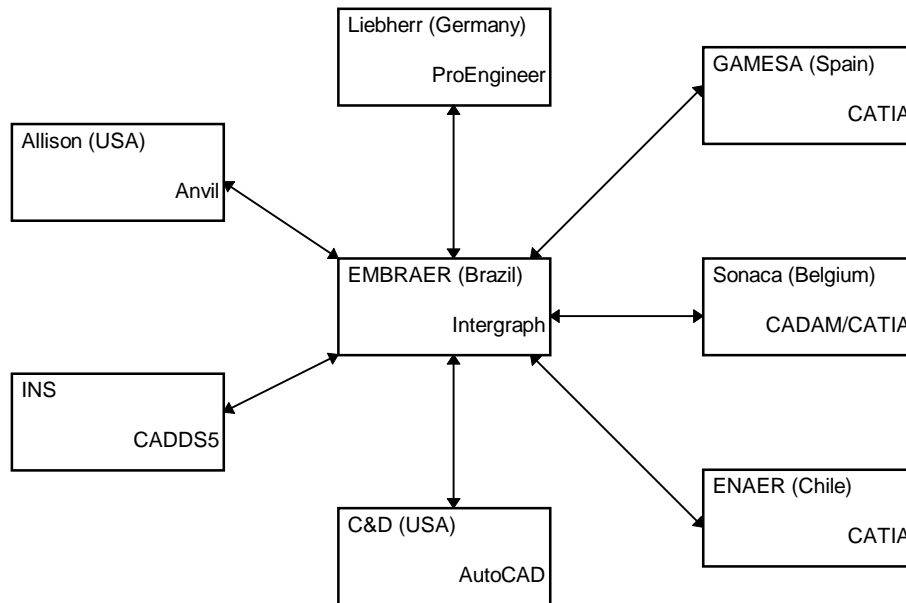 Liebherr (Germany)
ProEngineer
GAMESA (Spain)
CATIA
Allison (USA)
Anvil
EMBRAER (Brazil)
Intergraph
Sonaca (Belgium)
CADAM/CATIA
INS
CADDS5
C&D (USA)
AutoCAD
ENAER (Chile)
CATIA